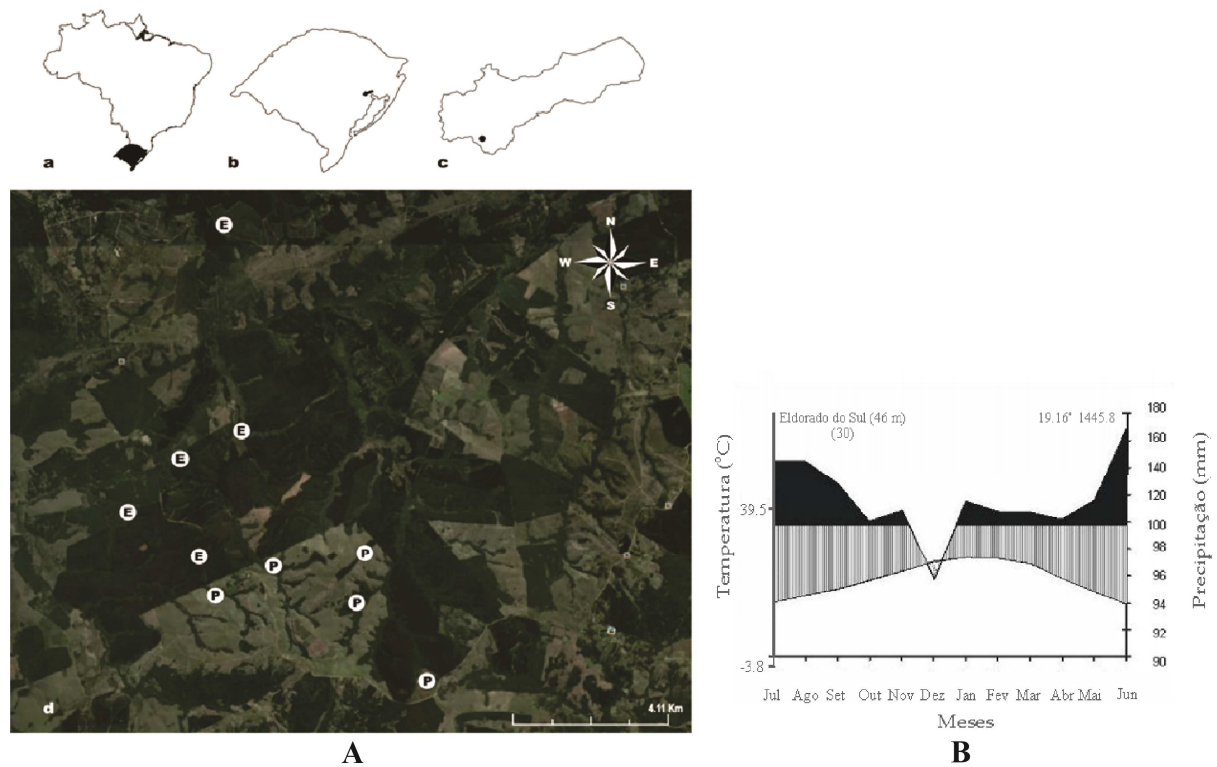 a
b
c
E
N
W
E
S
E
E
E
E
P
P
P
P
P
d
4.11 Km
A
Eldorado do Sul (46 m)
(30)
19.16° 1445.8
Temperatura (°C)
39.5
-3.8
180
160
140
120
100
98
96
94
92
90
Precipitação (mm)
Jul Ago Set Out Nov Dez Jan Fev Mar Abr Mai Jun
Meses
B